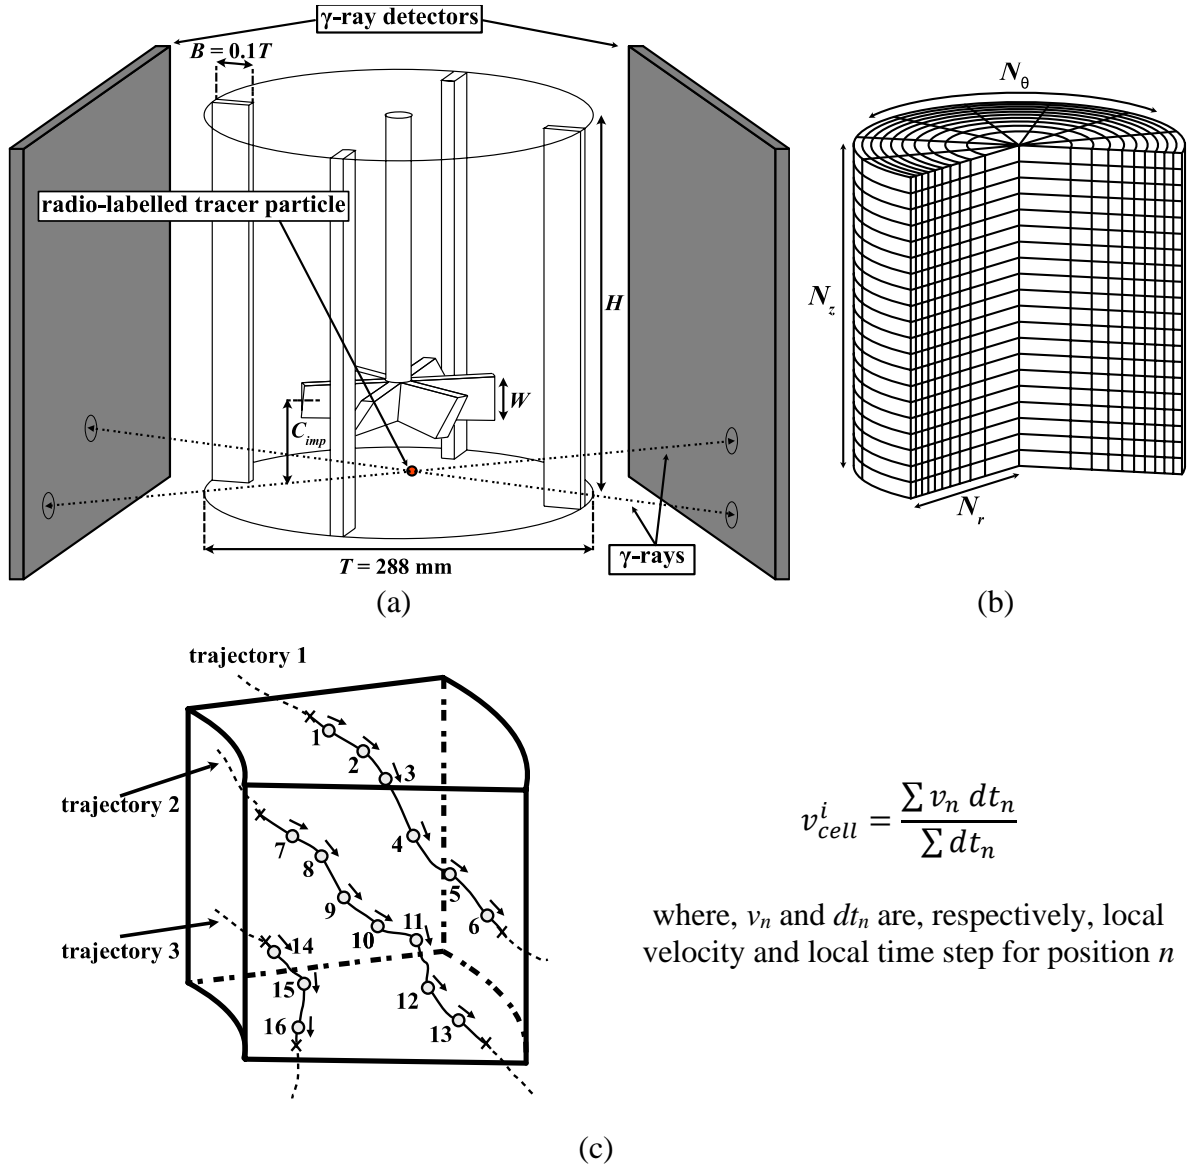 γ-ray detectors
B = 0.1T
radio-labelled tracer particle
H
W
C_imp
γ-rays
T = 288 mm
(a)
N_θ
N_z
N_r
(b)
trajectory 1
trajectory 2
trajectory 3
1
2
3
4
5
6
7
8
9
10
11
12
13
14
15
16
v^i_cell = ∑ v_n dt_n / ∑ dt_n
where, v_n and dt_n are, respectively, local
velocity and local time step for position n
(c)